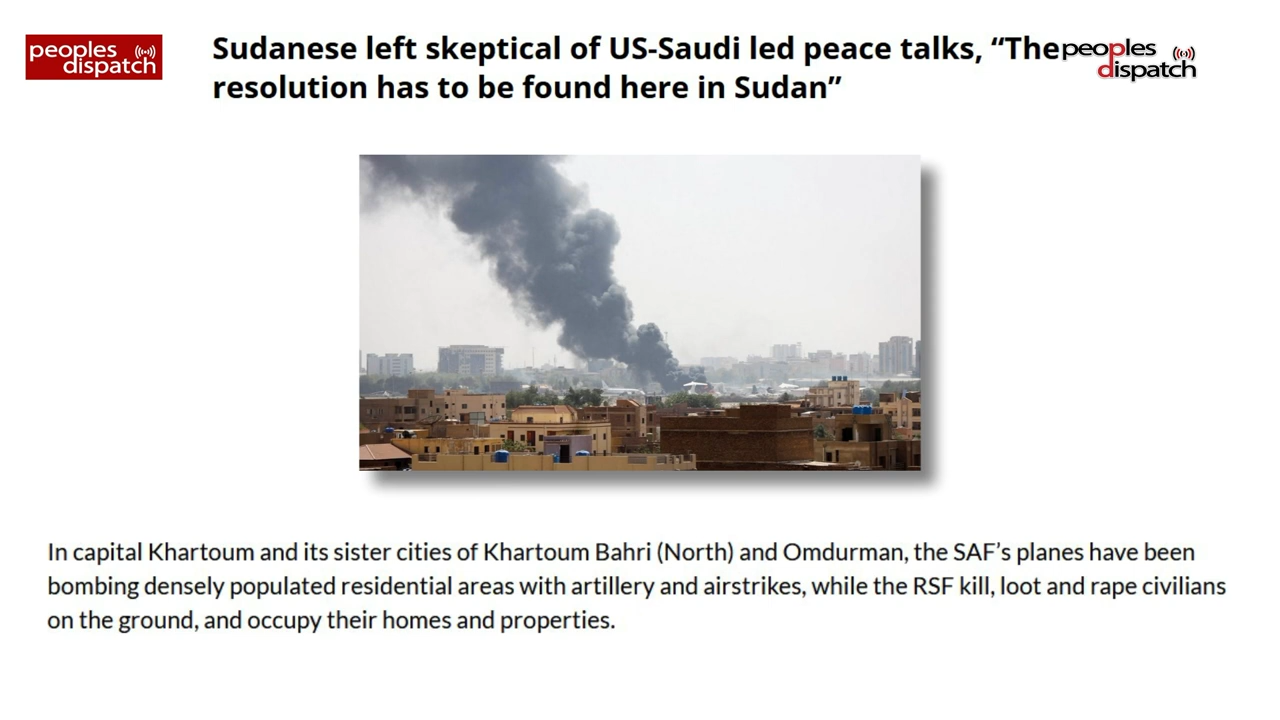 peoples
dispatch
Sudanese left skeptical of US-Saudi led peace talks, “The
resolution has to be found here in Sudan”
peoples
dispatch
In capital Khartoum and its sister cities of Khartoum Bahri (North) and Omdurman, the SAF’s planes have been
bombing densely populated residential areas with artillery and airstrikes, while the RSF kill, loot and rape civilians
on the ground, and occupy their homes and properties.